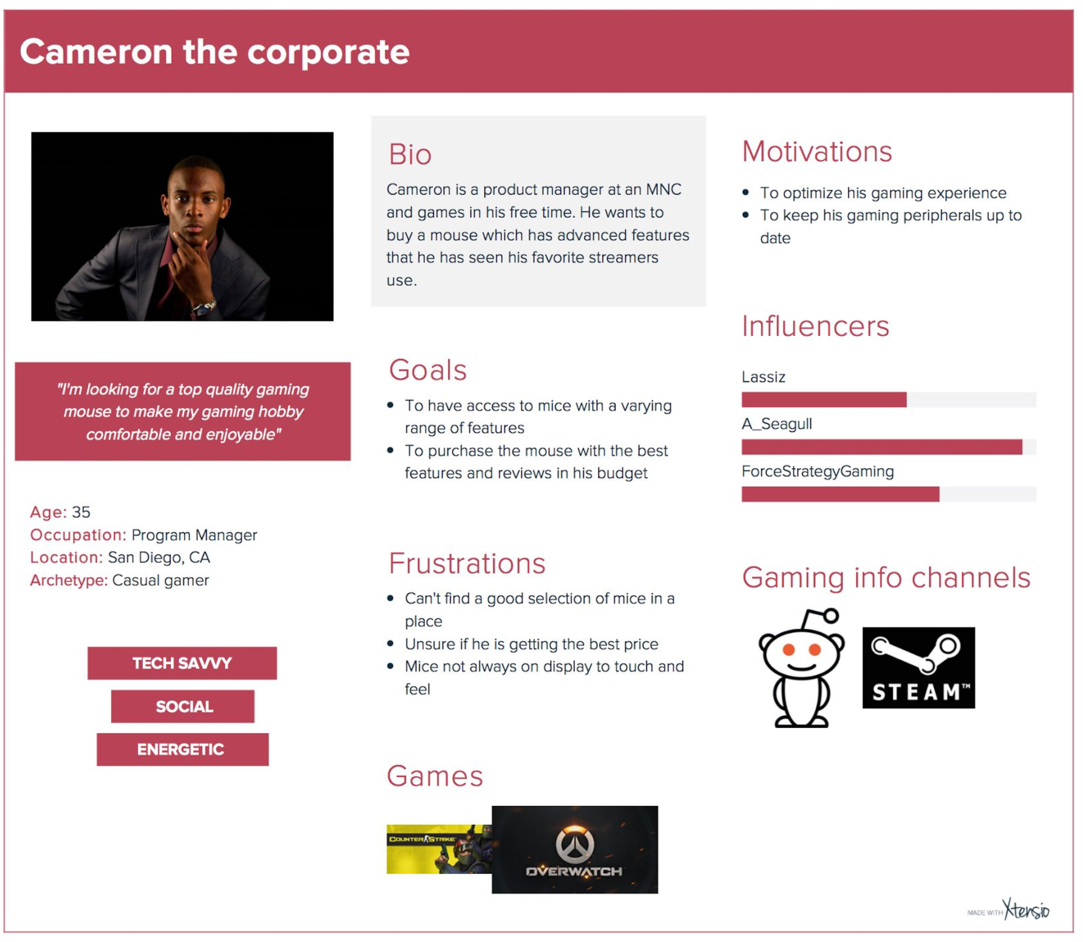 Cameron the corporate
"I'm looking for a top quality gaming
mouse to make my gaming hobby
comfortable and enjoyable"
Age: 35
Occupation: Program Manager
Location: San Diego, CA
Archetype: Casual gamer
TECH SAVVY
SOCIAL
ENERGETIC
Bio
Cameron is a product manager at an MNC
and games in his free time. He wants to
buy a mouse which has advanced features
that he has seen his favorite streamers
use.
Goals
• To have access to mice with a varying
range of features
• To purchase the mouse with the best
features and reviews in his budget
Frustrations
• Can't find a good selection of mice in a
place
• Unsure if he is getting the best price
• Mice not always on display to touch and
feel
Games
COUNTER STRIKE
OVERWATCH
Motivations
• To optimize his gaming experience
• To keep his gaming peripherals up to
date
Influencers
Lassiz
A_Seagull
ForceStrategyGaming
Gaming info channels
STEAM™
MADE WITH Xtensio